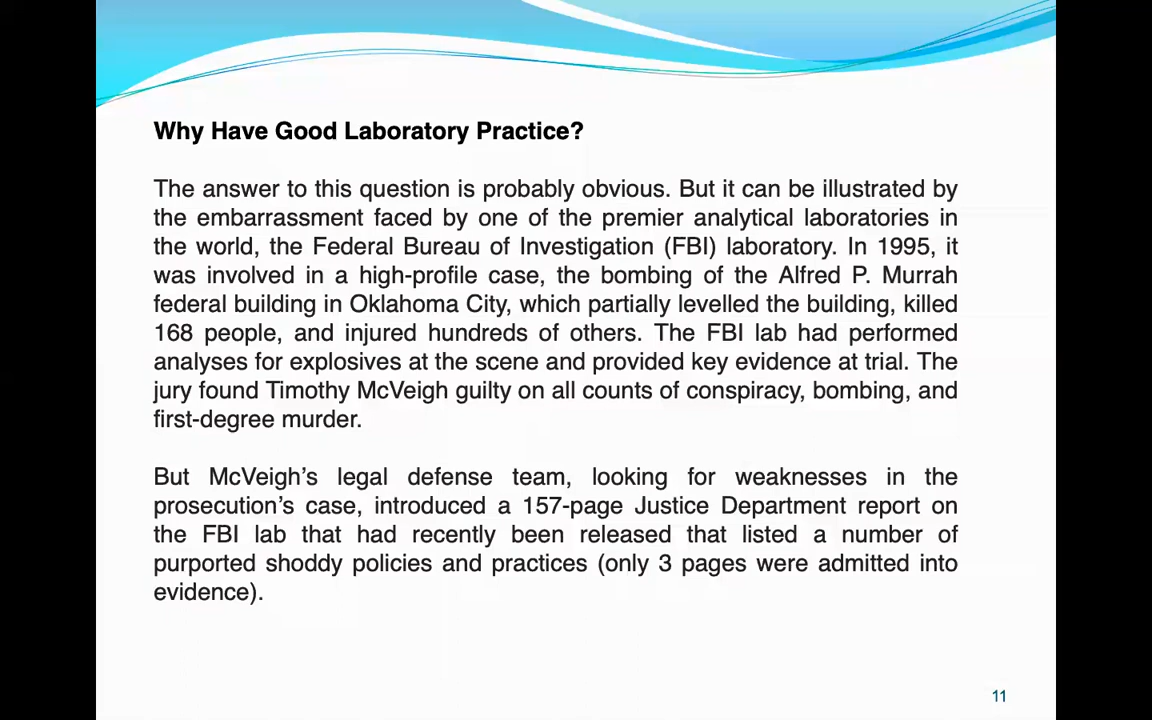 Why Have Good Laboratory Practice?
The answer to this question is probably obvious. But it can be illustrated by
the embarrassment faced by one of the premier analytical laboratories in
the world, the Federal Bureau of Investigation (FBI) laboratory. In 1995, it
was involved in a high-profile case, the bombing of the Alfred P. Murrah
federal building in Oklahoma City, which partially levelled the building, killed
168 people, and injured hundreds of others. The FBI lab had performed
analyses for explosives at the scene and provided key evidence at trial. The
jury found Timothy McVeigh guilty on all counts of conspiracy, bombing, and
first-degree murder.
But McVeigh’s legal defense team, looking for weaknesses in the
prosecution’s case, introduced a 157-page Justice Department report on
the FBI lab that had recently been released that listed a number of
purported shoddy policies and practices (only 3 pages were admitted into
evidence).
11